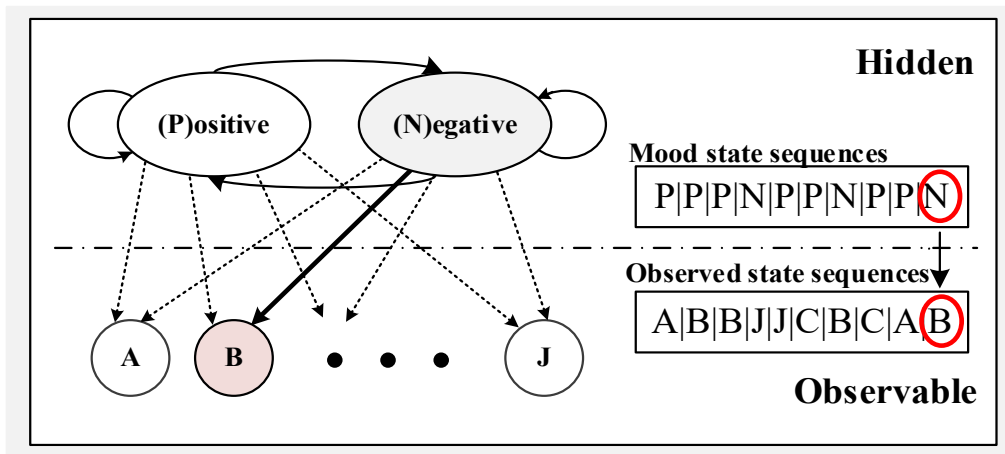 Hidden
(P)ositive
(N)egative
Mood state sequences
P|P|P|N|P|P|N|P|P|N
Observed state sequences
A|B|B|J|J|C|B|C|A|B
A
B
J
Observable